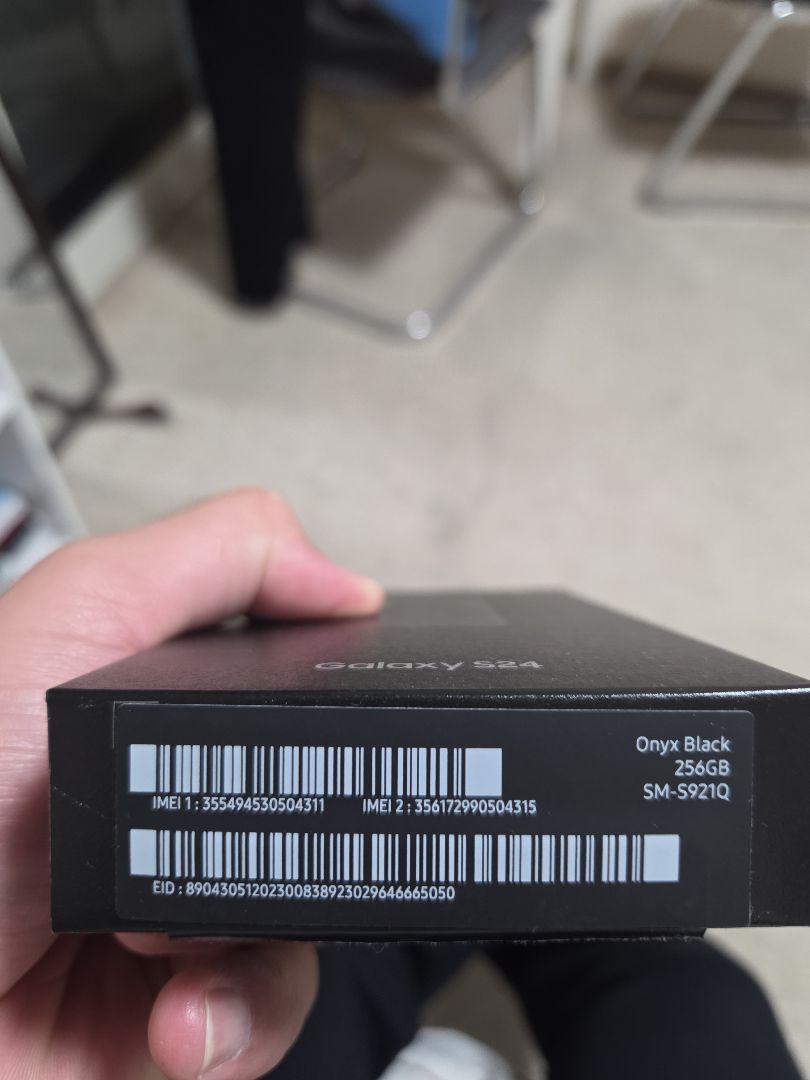 Galaxy S24
Onyx Black
256GB
SM-S921Q
IMEI 1 : 355494530504311 IMEI 2 : 356172990504315
EID : 89043051202300838923029646665050